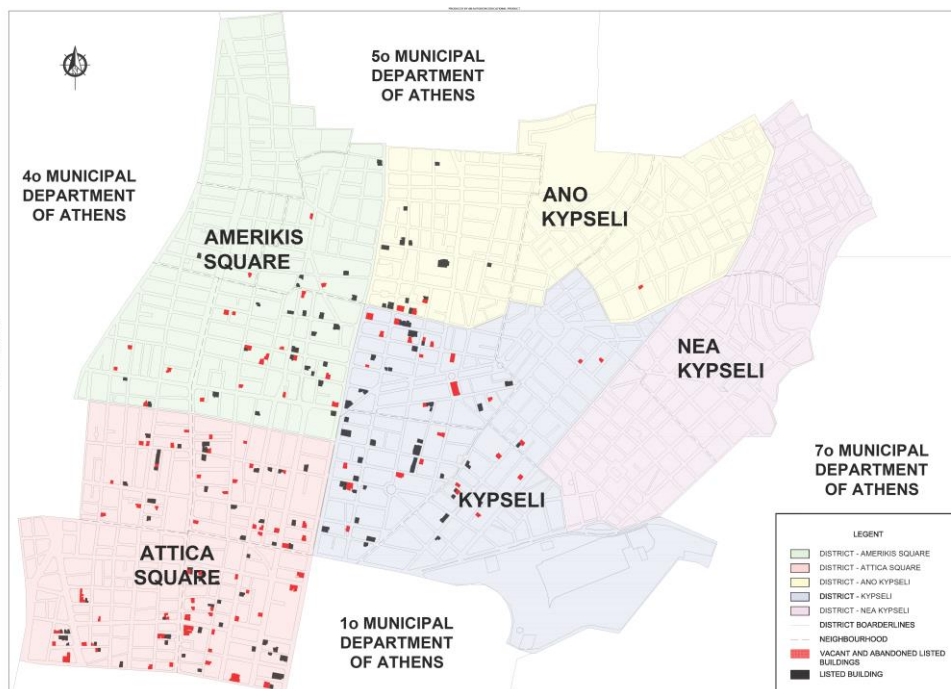 5o MUNICIPAL
DEPARTMENT
OF ATHENS
4o MUNICIPAL
DEPARTMENT
OF ATHENS
ANO
KYPSELI
AMERIKIS
SQUARE
NEA
KYPSELI
7o MUNICIPAL
DEPARTMENT
OF ATHENS
KYPSELI
ATTICA
SQUARE
1o MUNICIPAL
DEPARTMENT
OF ATHENS
LEGENT
DISTRICT - AMERIKIS SQUARE
DISTRICT - ATTICA SQUARE
DISTRICT - ANO KYPSELI
DISTRICT - KYPSELI
DISTRICT - NEA KYPSELI
DISTRICT BOARDERLINES
NEIGHBOURHOOD
VACANT AND ABANDONED LISTED
BUILDINGS
LISTED BUILDING